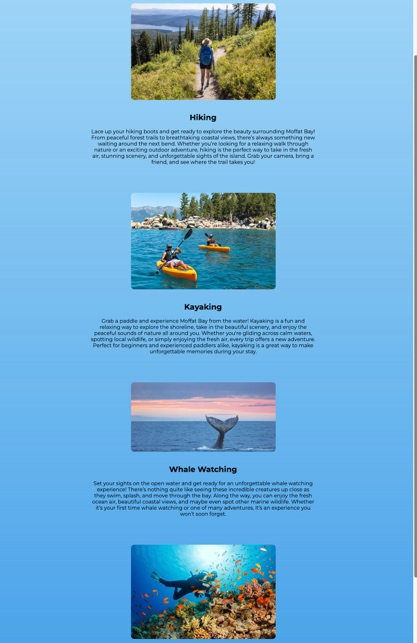 Hiking
Lace up your hiking boots and get ready to explore the beauty surrounding Moffat Bay!
From peaceful forest trails to breathtaking coastal views, there's always something new
waiting around the next bend. Whether you're looking for a relaxing walk through
nature or an exciting outdoor adventure, hiking is the perfect way to take in the fresh
air, stunning scenery, and unforgettable sights of the island. Grab your camera, bring a
friend, and see where the trail takes you!
Kayaking
Grab a paddle and experience Moffat Bay from the water! Kayaking is a fun and
relaxing way to explore the shoreline, take in the beautiful scenery, and enjoy the
peaceful sounds of nature all around you. Whether you're gliding across calm waters,
spotting local wildlife, or simply enjoying the fresh air, every trip offers a new adventure.
Perfect for beginners and experienced paddlers alike, kayaking is a great way to make
unforgettable memories during your stay.
Whale Watching
Set your sights on the open water and get ready for an unforgettable whale watching
experience! There's nothing quite like seeing these incredible creatures up close as
they swim, splash, and move through the bay. Along the way, you can enjoy the fresh
ocean air, beautiful coastal views, and maybe even spot other marine wildlife. Whether
it's your first time whale watching or one of many adventures, it's an experience you
won't soon forget.